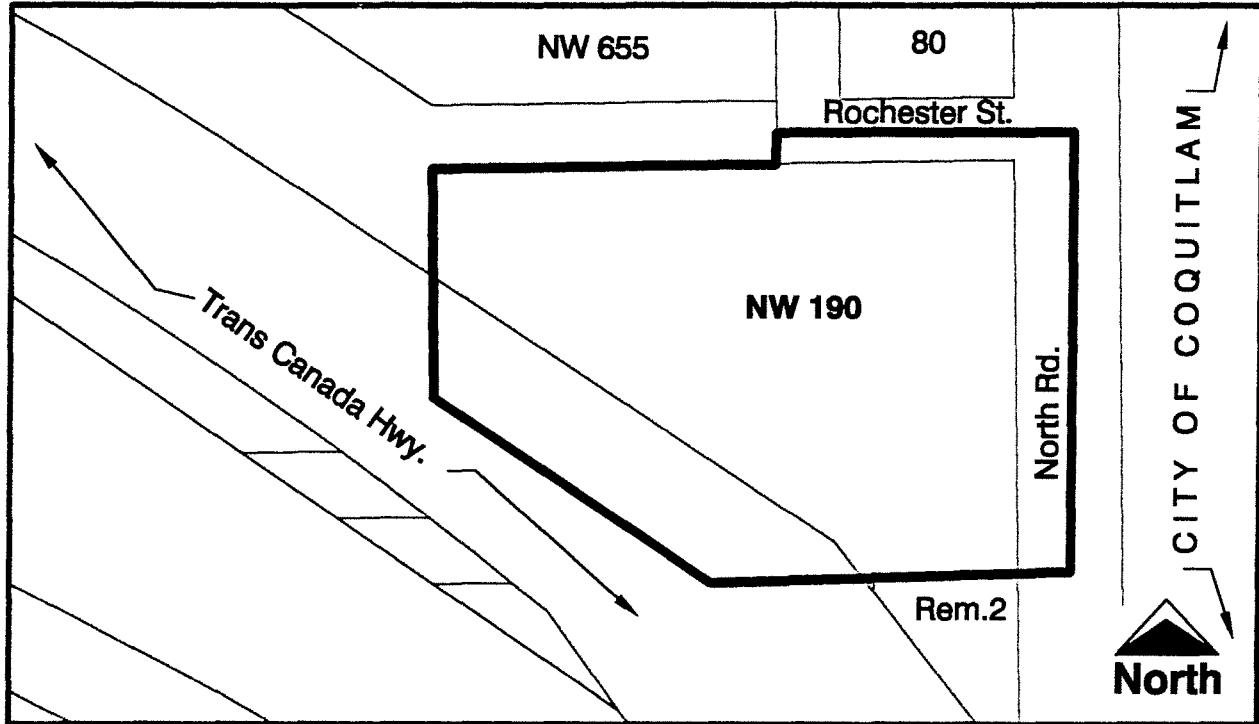 NW 655
80
Rochester St.
CITY OF COQUITLAM
Trans Canada Hwy.
NW 190
North Rd.
Rem.2
North